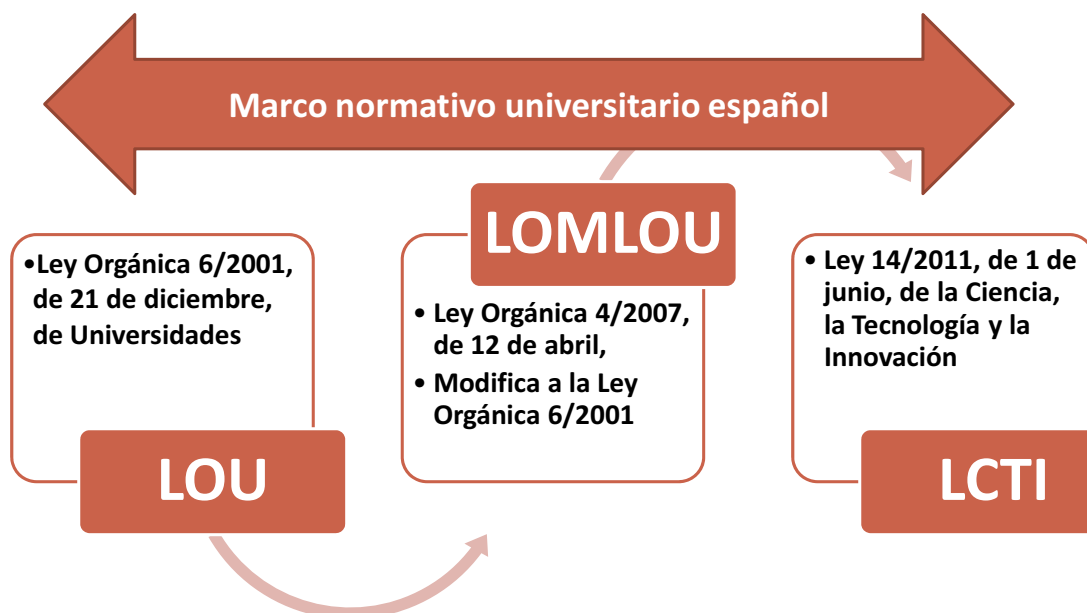 Marco normativo universitario español
•Ley Orgánica 6/2001,
de 21 de diciembre,
de Universidades
LOU
LOMLOU
• Ley Orgánica 4/2007,
de 12 de abril,
• Modifica a la Ley
Orgánica 6/2001
• Ley 14/2011, de 1 de
junio, de la Ciencia,
la Tecnología y la
Innovación
LCTI